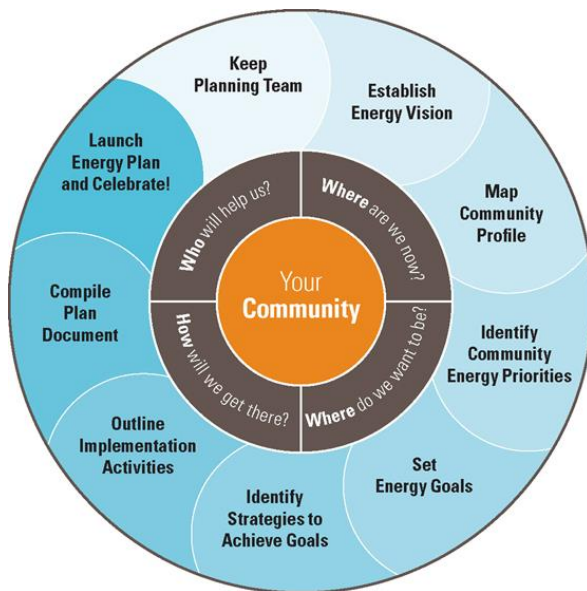 Keep
Planning Team
Establish
Energy Vision
Map
Community
Profile
Identify
Community
Energy Priorities
Set
Energy Goals
Identify
Strategies to
Achieve Goals
Outline
Implementation
Activities
Compile
Plan
Document
Launch
Energy Plan
and Celebrate!
Who will help us?
Where are we now?
Where do we want to be?
How will we get there?
Your
Community